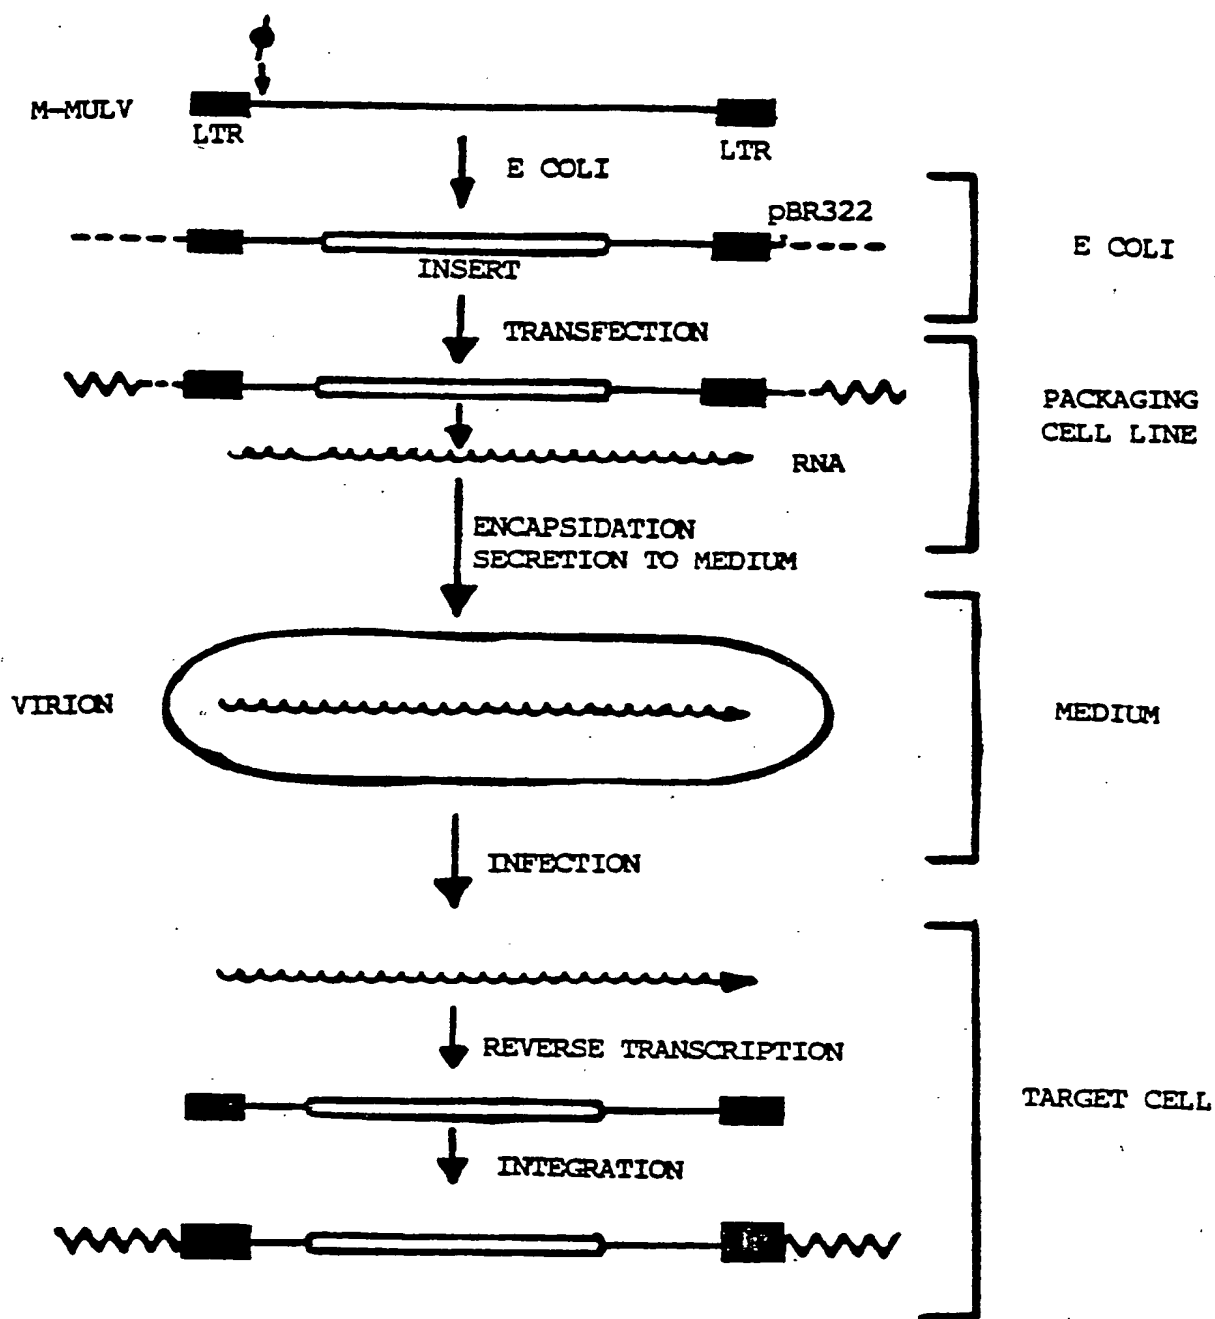 M-MULV
LTR
LTR
E COLI
pBR322
INSERT
E COLI
TRANSFECTION
PACKAGING
CELL LINE
RNA
ENCAPSIDATION
SECRETION TO MEDIUM
VIRION
MEDIUM
INFECTION
REVERSE TRANSCRIPTION
TARGET CELL
INTEGRATION